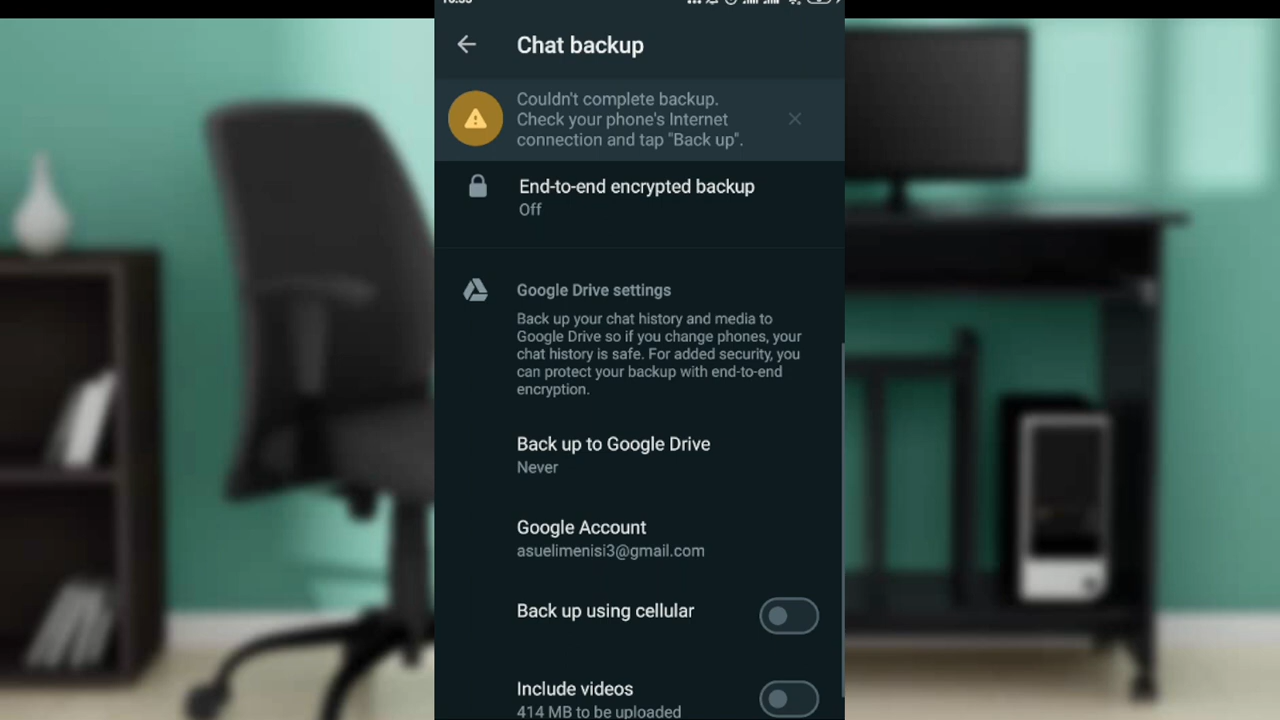 Chat backup
Couldn't complete backup.
Check your phone's Internet
connection and tap "Back up".
End-to-end encrypted backup
Off
Google Drive settings
Back up your chat history and media to
Google Drive so if you change phones, your
chat history is safe. For added security, you
can protect your backup with end-to-end
encryption.
Back up to Google Drive
Never
Google Account
asuelimenisi3@gmail.com
Back up using cellular
Include videos
414 MB to be uploaded